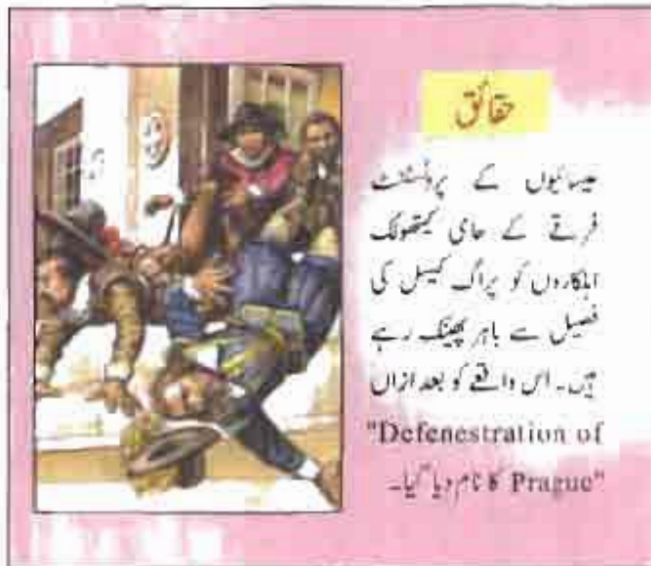 حقائق
عیسائیوں کے پروٹسٹنٹ
فرقے کے حامی کیتھولک
اہلکاروں کو پراگ کیسل کی
فصیل سے باہر پھینک رہے
ہیں۔ اس واقعے کو بعد ازاں
"Defenestration of
Prague" کا نام دیا گیا۔